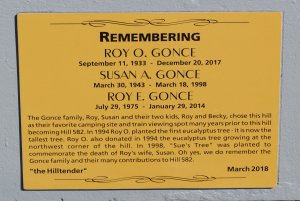 REMEMBERING
ROY O. GONCE
September 11, 1933 - December 20, 2017
SUSAN A. GONCE
March 30, 1943 - March 18, 1998
ROY E. GONCE
July 29, 1975 - January 29, 2014
The Gonce family, Roy, Susan and their two kids, Roy and Becky, chose this hill
as their favorite camping site and train viewing spot many years prior to this hill
becoming Hill 582. In 1994 Roy O. planted the first eucalyptus tree - it is now the
tallest tree. Roy O. also donated in 1994 the eucalyptus tree growing at the
northwest corner of the hill. In 1998, "Sue's Tree" was planted to
commemorate the death of Roy's wife, Susan. Oh yes, we do remember the
Gonce family and their many contributions to Hill 582.
"the Hilltender" March 2018